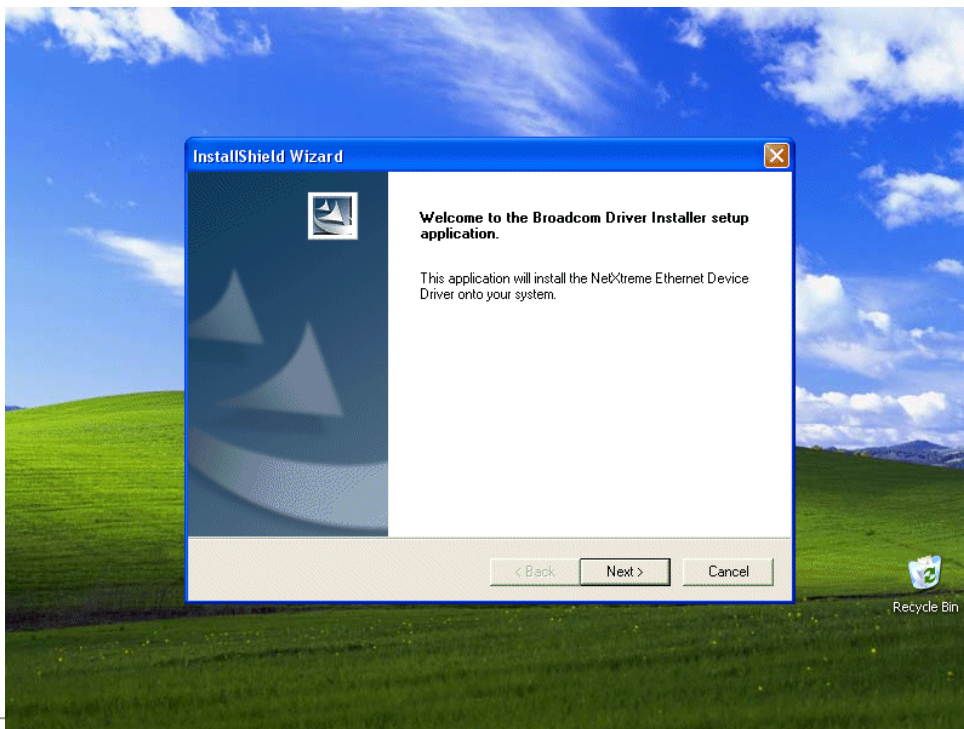 InstallShield Wizard
Welcome to the Broadcom Driver Installer setup
application.
This application will install the NetXtreme Ethernet Device
Driver onto your system.
< Back
Next >
Cancel
Recycle Bin